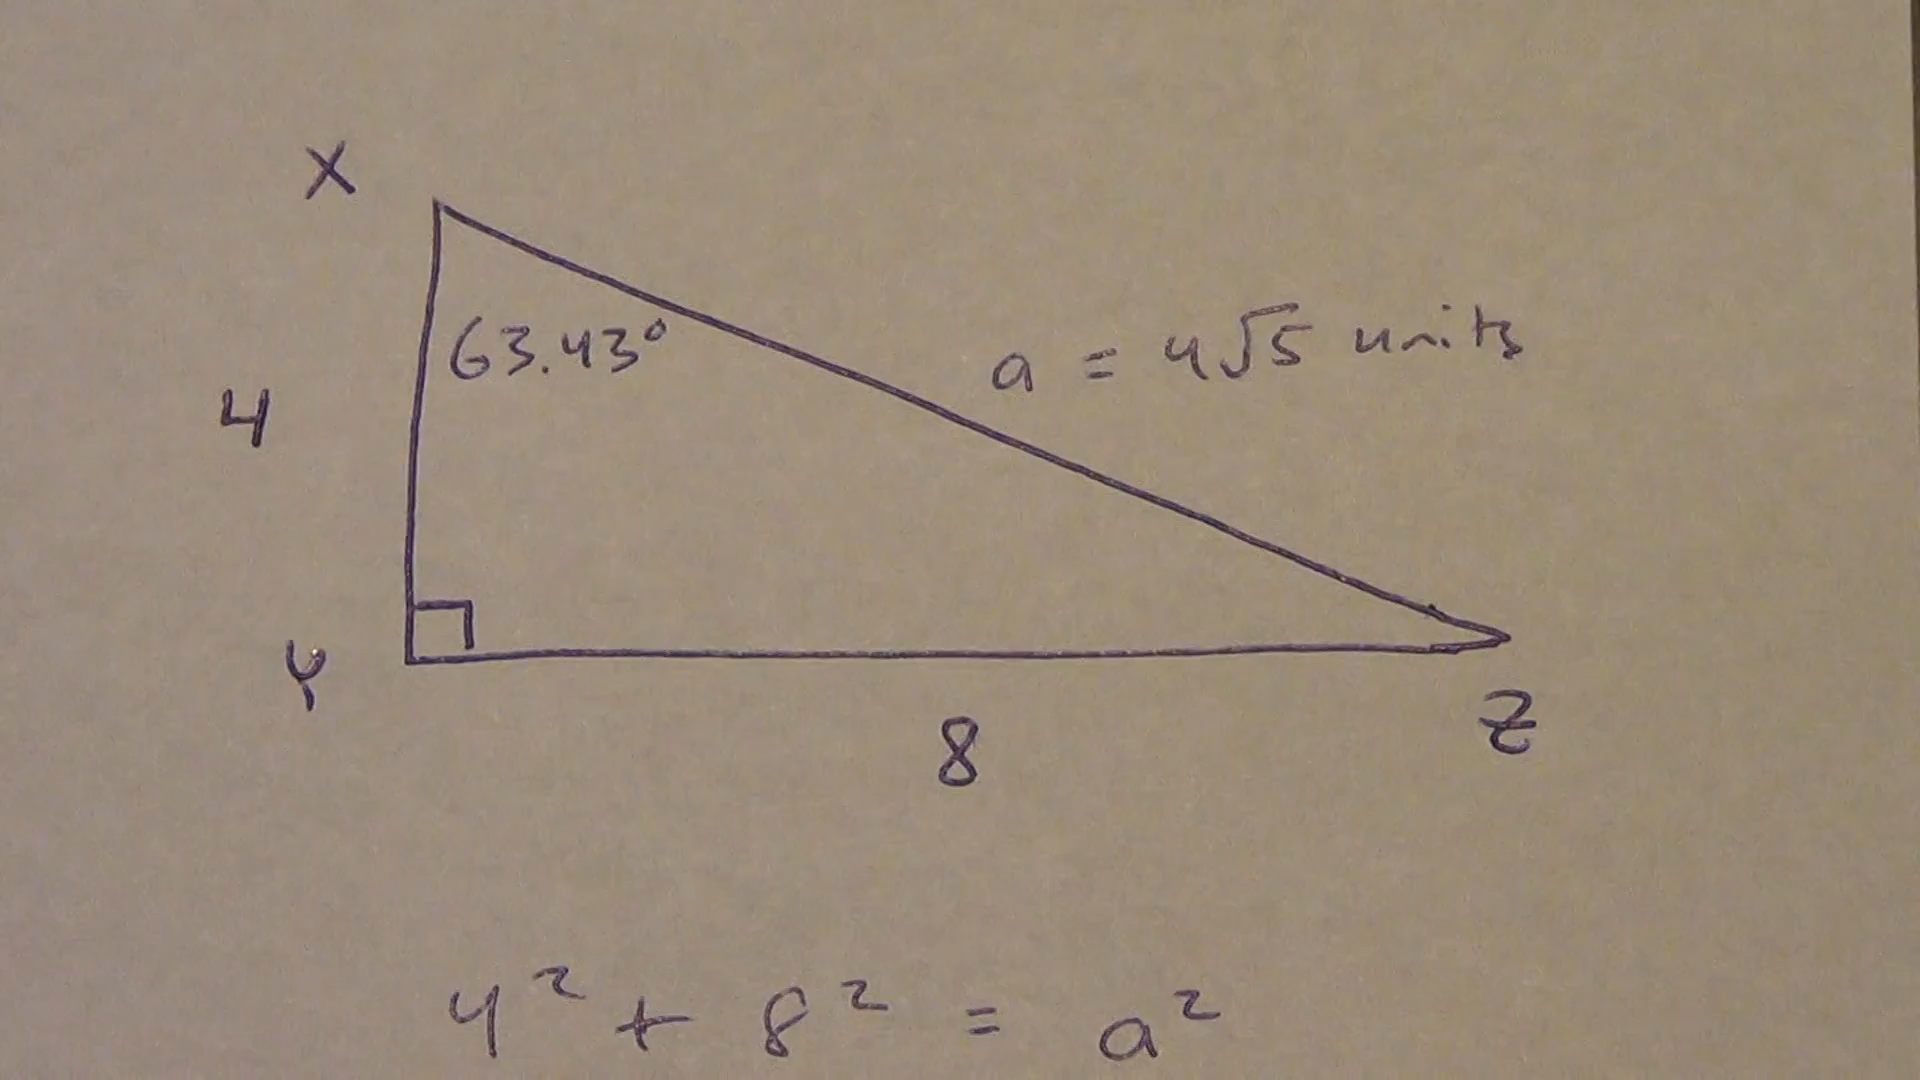 X
63.43°
a = 4√5 units
4
Y
8
Z
4² + 8² = a²